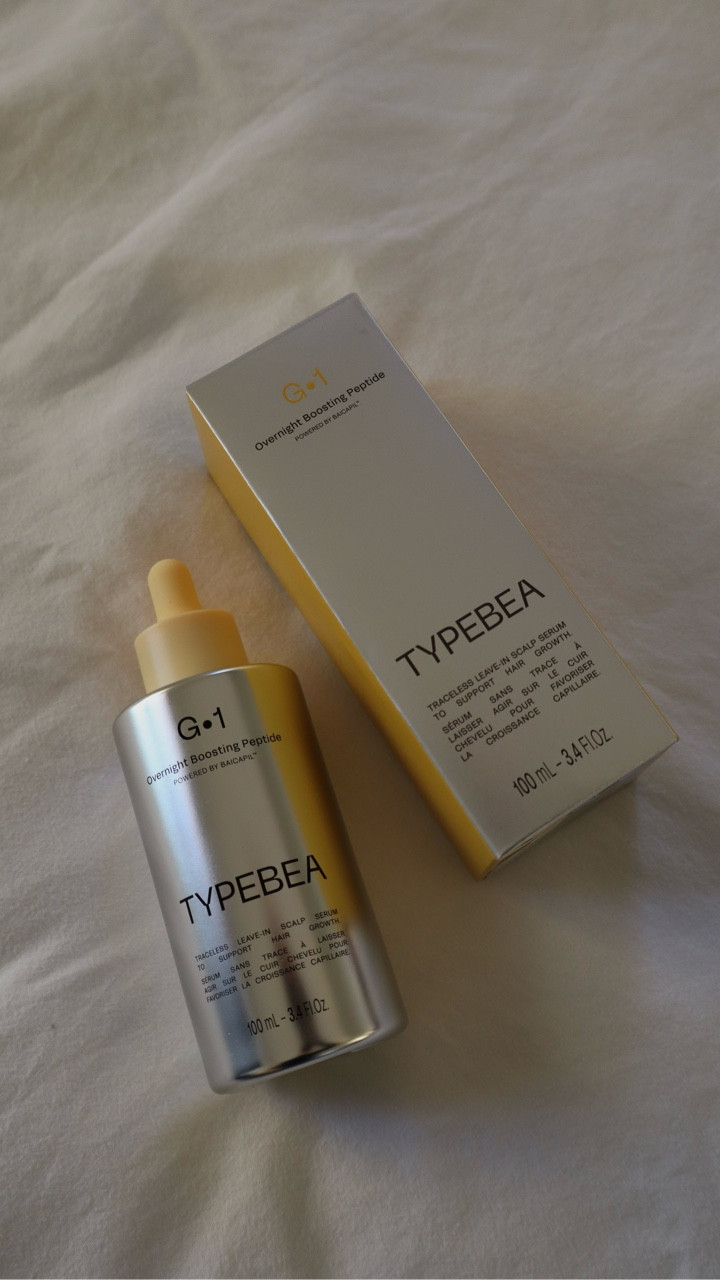 G•1
Overnight Boosting Peptide
POWERED BY BAICAPIL™
TYPEBEA
TRACELESS LEAVE-IN SCALP SERUM
TO SUPPORT HAIR GROWTH.
SÉRUM SANS TRACE À
LAISSER AGIR SUR LE CUIR
CHEVELU POUR FAVORISER
LA CROISSANCE CAPILLAIRE.
100 mL – 3.4 Fl.Oz.
G•1
Overnight Boosting Peptide
POWERED BY BAICAPIL™
TYPEBEA
TRACELESS LEAVE-IN SCALP SERUM
TO SUPPORT HAIR GROWTH.
SÉRUM SANS TRACE À LAISSER
AGIR SUR LE CUIR CHEVELU POUR
FAVORISER LA CROISSANCE CAPILLAIRE.
100 mL – 3.4 Fl.Oz.